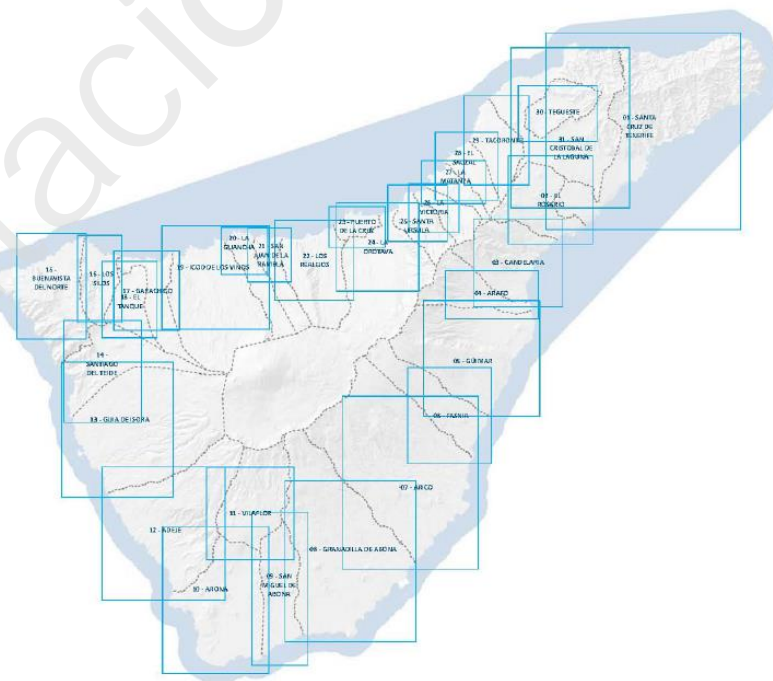 acio
30 - TEGUESTE
01 - SANTA
CRUZ DE
TENERIFE
29 - TACORONTE
31 - SAN
CRISTOBAL DE
LA LAGUNA
28 - EL
SAUZAL
27 - LA
MATANZA
02 - EL
ROSARIO
26 - LA
VICTORIA
25 - SANTA
URSULA
23 - PUERTO
DE LA CRUZ
24 - LA
OROTAVA
20 - LA
GUANCHA
21 - SAN
JUAN DE LA
RAMBLA
22 - LOS
REALEJOS
03 - CANDELARIA
19 - ICOD DE LOS VINOS
15 -
BUENAVISTA
DEL NORTE
16 - LOS
SILOS
17 - GARACHICO
18 - EL
TANQUE
04 - ARAFO
14 -
SANTIAGO
DEL TEIDE
05 - GÜIMAR
13 - GUIA DE ISORA
06 - FASNIA
07 - ARICO
11 - VILAFLOR
12 - ADEJE
08 - GRANADILLA DE ABONA
09 - SAN
MIGUEL DE
ABONA
10 - ARONA